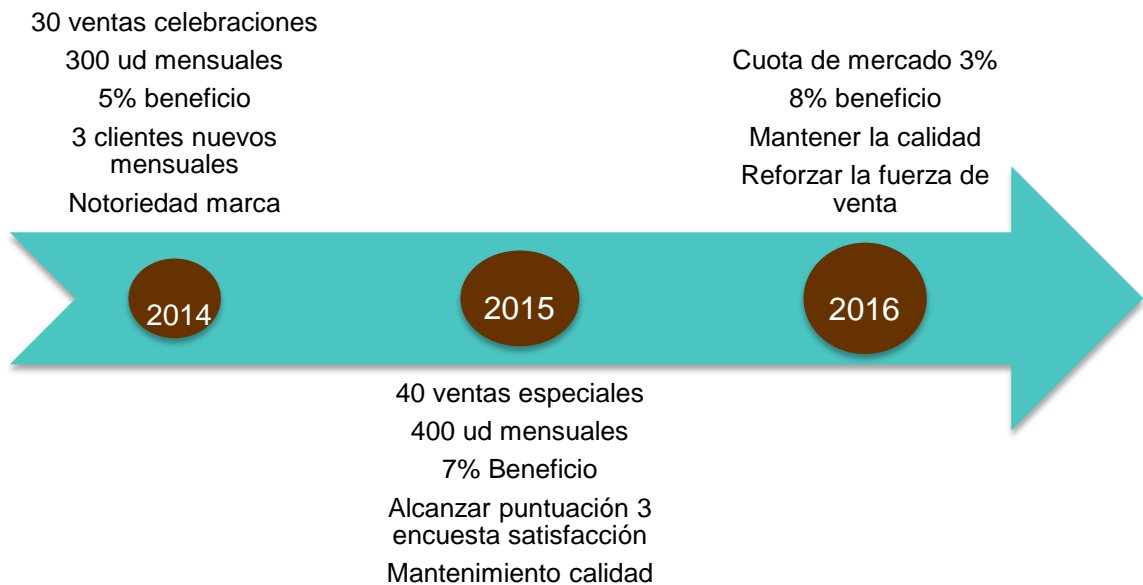 30 ventas celebraciones
300 ud mensuales
5% beneficio
3 clientes nuevos
mensuales
Notoriedad marca
2014
2015
40 ventas especiales
400 ud mensuales
7% Beneficio
Alcanzar puntuación 3
encuesta satisfacción
Mantenimiento calidad
Cuota de mercado 3%
8% beneficio
Mantener la calidad
Reforzar la fuerza de
venta
2016